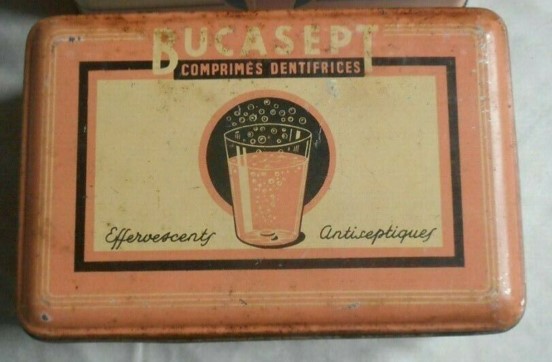 BUCASEPT
COMPRIMÉS DENTIFRICES
Effervescents Antiseptiques